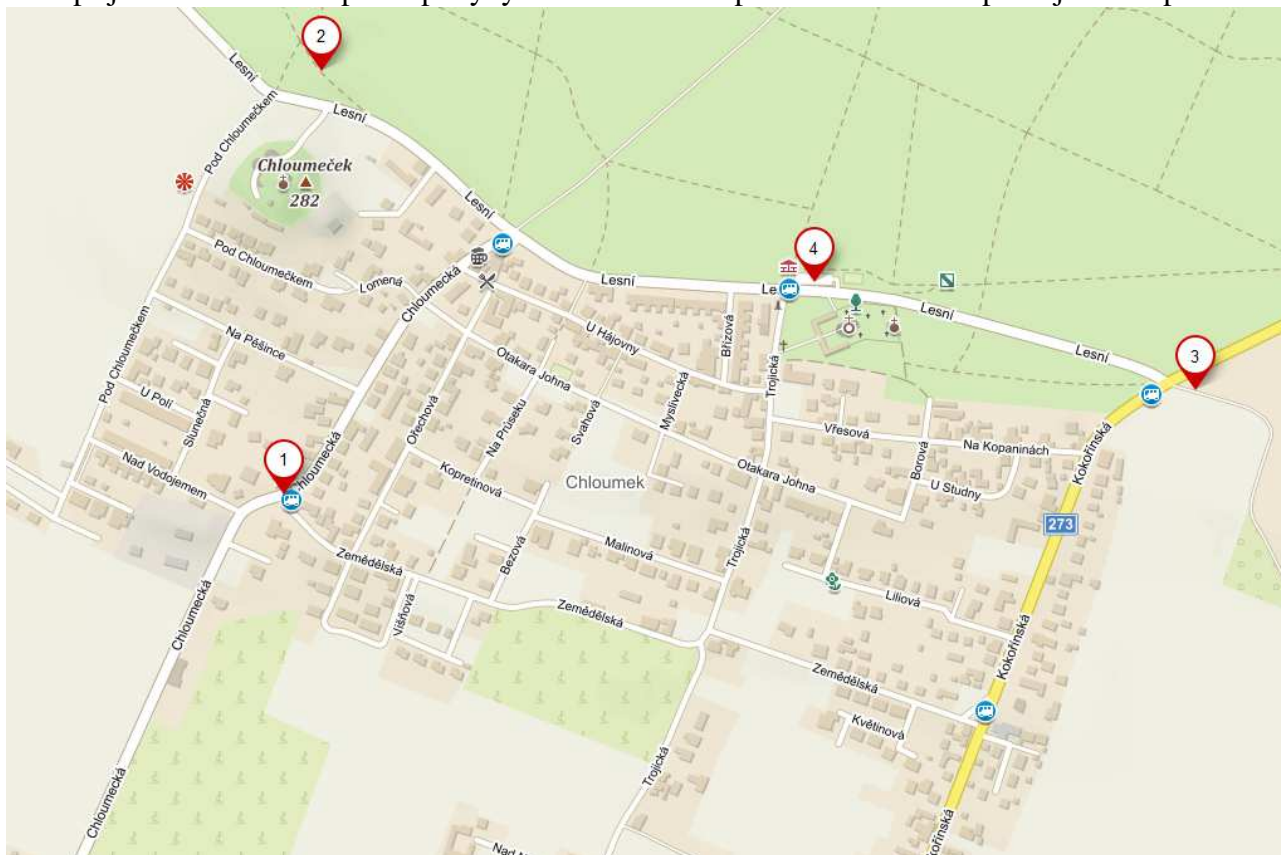 2
Lesní
Lesní
Pod Chloumečkem
Chloumeček
282
Lesní
4
Pod Chloumečkem
Lomená
Chloumecká
Lesní
Lesní
Lesní
3
Na Pěšince
U Hájovny
Břízová
Trojická
Otakara Johna
Pod Chloumečkem
U Polí
Slunečná
Ořechová
Na Průseku
Svahová
Myslivecká
Vřesová
Na Kopaninách
Borová
Kokořínská
1
Chloumecká
Nad Vodojemem
Kopretinová
Chloumek
Otakara Johna
U Studny
273
Malinová
Trojická
Zemědělská
Bezová
Liliová
Višňová
Zemědělská
Chloumecká
Kokořínská
Zemědělská
Květinová
Trojická
Chloumecká
Kokořínská